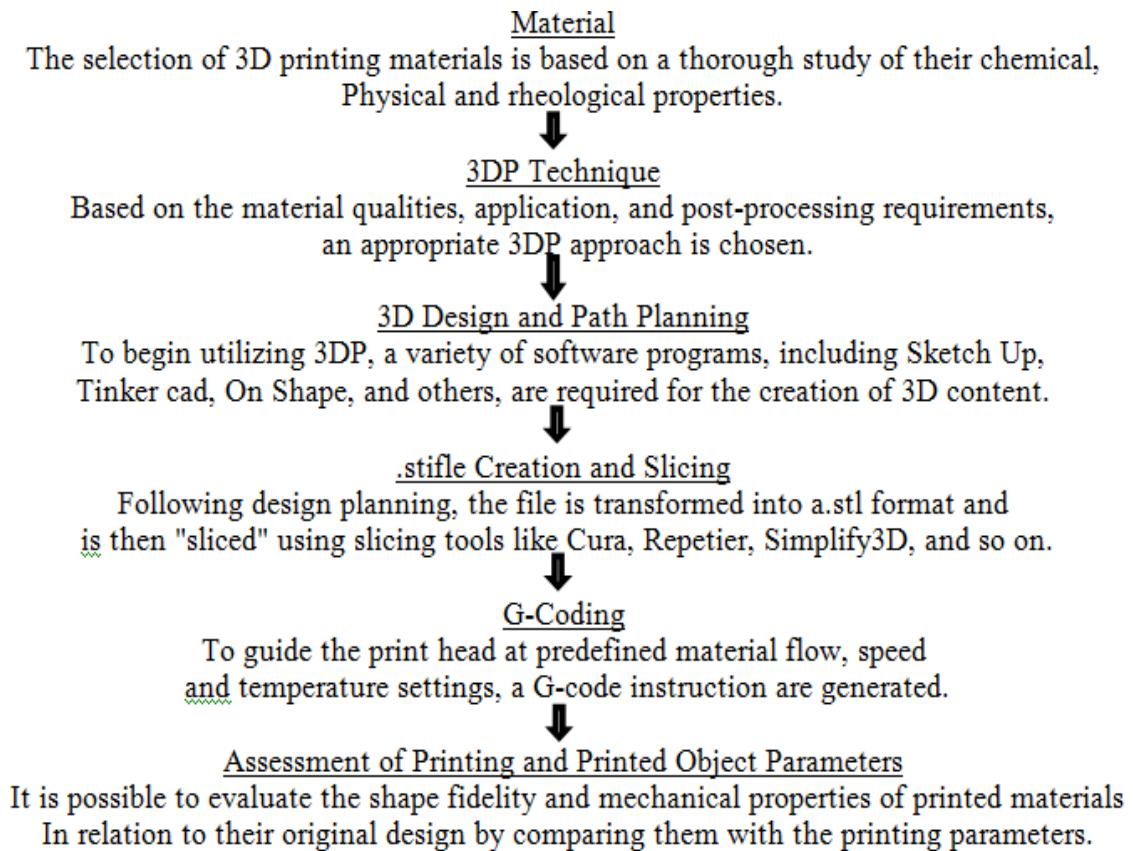 Material
The selection of 3D printing materials is based on a thorough study of their chemical,
Physical and rheological properties.
3DP Technique
Based on the material qualities, application, and post-processing requirements,
an appropriate 3DP approach is chosen.
3D Design and Path Planning
To begin utilizing 3DP, a variety of software programs, including Sketch Up,
Tinker cad, On Shape, and others, are required for the creation of 3D content.
.stifle Creation and Slicing
Following design planning, the file is transformed into a.stl format and
is then "sliced" using slicing tools like Cura, Repetier, Simplify3D, and so on.
G-Coding
To guide the print head at predefined material flow, speed
and temperature settings, a G-code instruction are generated.
Assessment of Printing and Printed Object Parameters
It is possible to evaluate the shape fidelity and mechanical properties of printed materials
In relation to their original design by comparing them with the printing parameters.